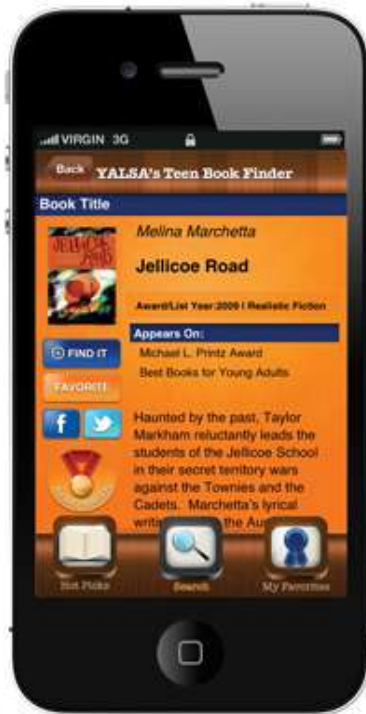 VIRGIN 3G
Back
YALSA's Teen Book Finder
Book Title
JELLICOE
ROAD
Melina Marchetta
Jellicoe Road
Award/List Year:2009 | Realistic Fiction
FIND IT
FAVORITE
Appears On:
Michael L. Printz Award
Best Books for Young Adults
f
Haunted by the past, Taylor
Markham reluctantly leads the
students of the Jellicoe School
in their secret territory wars
against the Townies and the
Cadets. Marchetta's lyrical
the
Hot Picks
Search
My Favorites